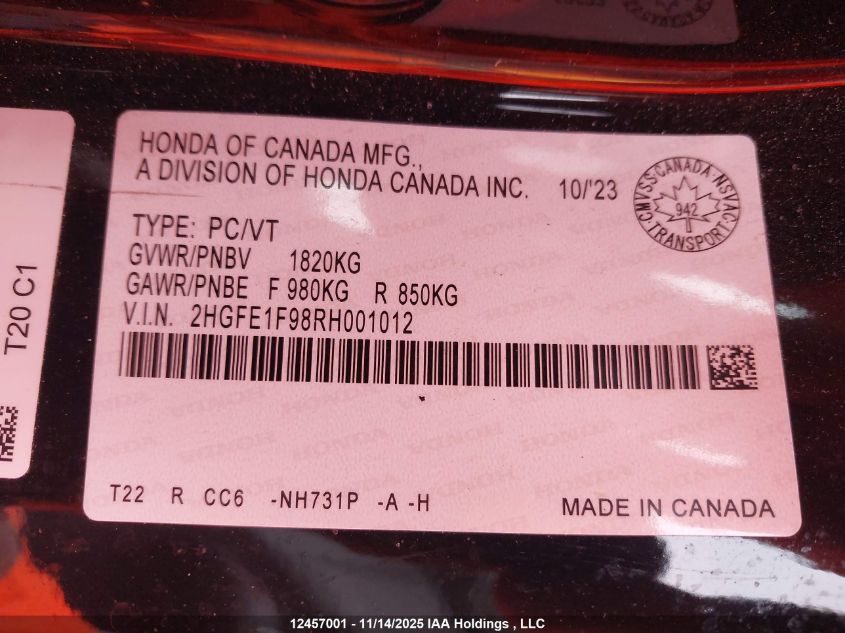 HONDA OF CANADA MFG.,
A DIVISION OF HONDA CANADA INC. 10/'23
CMVSS·CANADA·NSVAC
942
TRANSPORT
TYPE: PC/VT
GVWR/PNBV 1820KG
GAWR/PNBE F 980KG R 850KG
V.I.N. 2HGFE1F98RH001012
T20 C1
T22 R CC6 -NH731P -A -H
MADE IN CANADA
12457001 - 11/14/2025 IAA Holdings , LLC